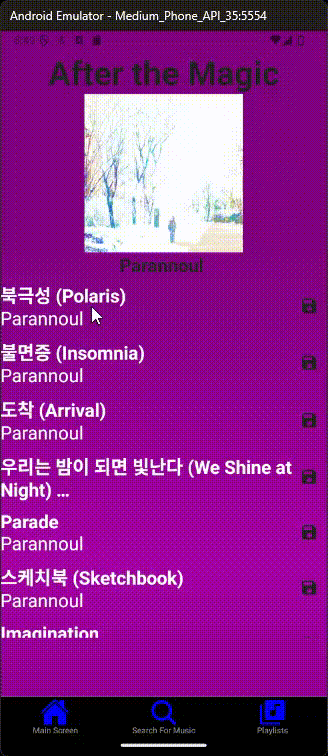 Android Emulator - Medium_Phone_API_35:5554
After the Magic
Parannoul
북극성 (Polaris)
Parannoul
불면증 (Insomnia)
Parannoul
도착 (Arrival)
Parannoul
우리는 밤이 되면 빛난다 (We Shine at
Night) …
Parade
Parannoul
스케치북 (Sketchbook)
Parannoul
Imagination
Main Screen
Search For Music
Playlists